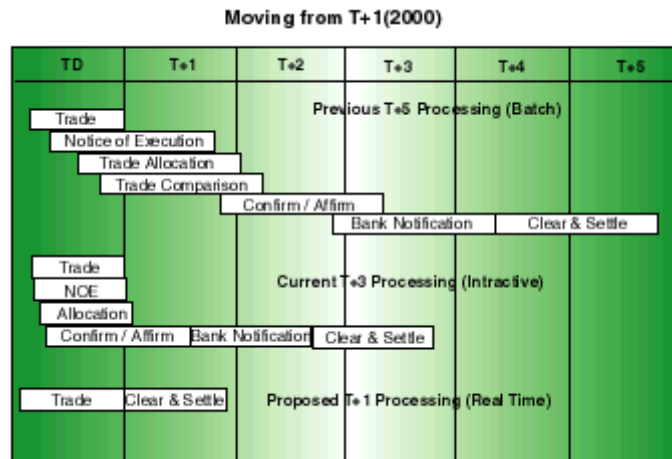 Moving from T+1(2000)
TD T+1 T+2 T+3 T+4 T+5
Previous T+5 Processing (Batch)
Trade
Notice of Execution
Trade Allocation
Trade Comparison
Confirm / Affirm
Bank Notification Clear & Settle
Trade
Current T+3 Processing (Intractive)
NOE
Allocation
Confirm / Affirm Bank Notification Clear & Settle
Trade Clear & Settle Proposed T+1 Processing (Real Time)